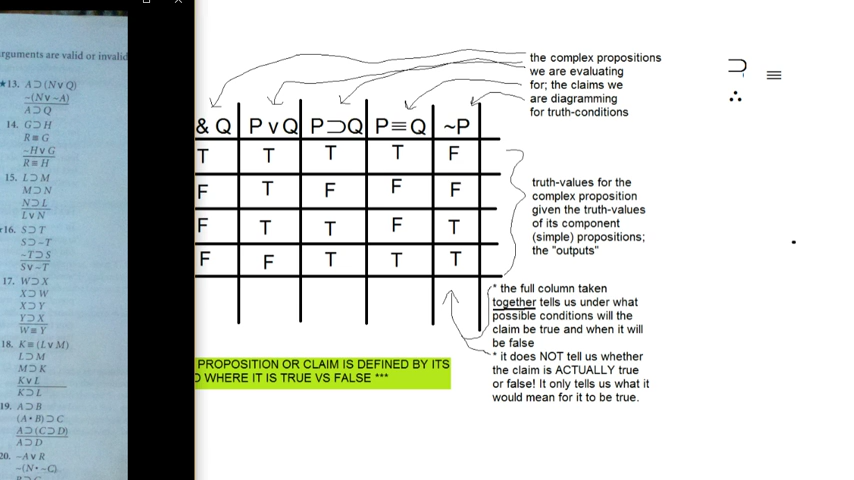 rguments are valid or invalid
★13. A⊃(N∨Q)
~(N∨~A)
A⊃Q
14. G⊃H
R≡G
~H∨G
R≡H
15. L⊃M
M⊃N
N⊃L
L∨N
★16. S⊃T
S⊃~T
~T⊃S
S∨~T
17. W⊃X
X⊃W
X⊃Y
Y⊃X
W≡Y
18. K≡(L∨M)
L⊃M
M⊃K
K∨L
K⊃L
19. A⊃B
(A•B)⊃C
A⊃(C⊃D)
A⊃D
20. ~A∨R
~(N•~C)
the complex propositions
we are evaluating
for; the claims we
are diagramming
for truth-conditions
⊃ ≡
∴
& Q P v Q P⊃Q P≡Q ~P
T T T T F
F T F F F
F T T F T
F F T T T
truth-values for the
complex proposition
given the truth-values
of its component
(simple) propositions;
the "outputs"
* the full column taken
together tells us under what
possible conditions will the
claim be true and when it will
be false
* it does NOT tell us whether
the claim is ACTUALLY true
or false! It only tells us what it
would mean for it to be true.
PROPOSITION OR CLAIM IS DEFINED BY ITS
WHERE IT IS TRUE VS FALSE ***